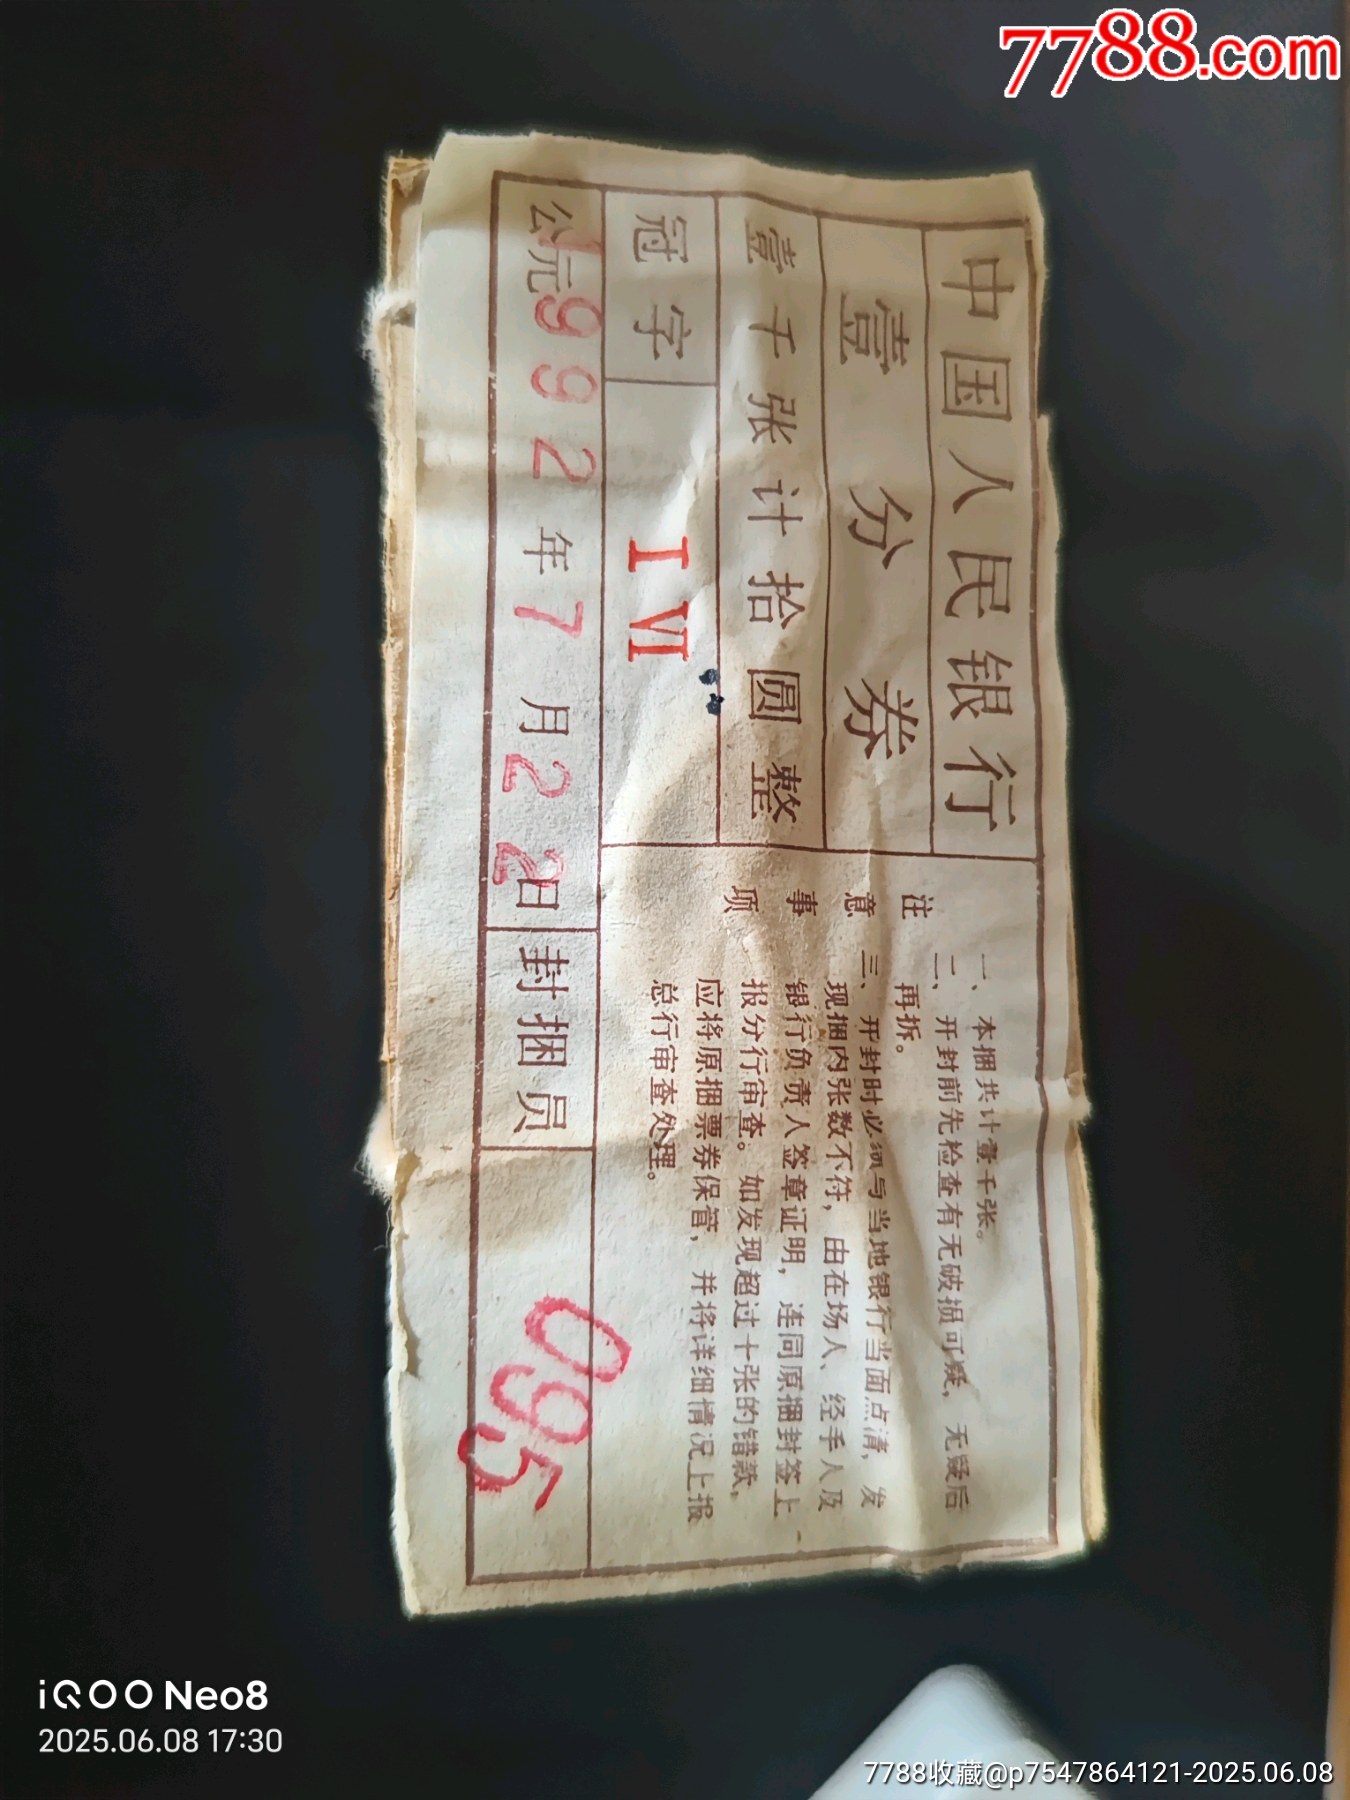 7788.com
中国人民银行
壹分券
壹千张计拾圆整
冠字 I VI
公元1992年7月22日 封捆员 095
注意事项
一、本捆共计壹千张。
二、开封前先检查有无破损可疑，无疑后
再拆。
三、开封时必须与当地银行当面点清，发
现捆内张数不符，由在场人、经手人及
银行负责人签章证明，连同原捆封签上
报分行审查。如发现超过十张的错款，
应将原捆票券保管，并将详细情况上报
总行审查处理。
iQOO Neo8
2025.06.08 17:30
7788收藏@p7547864121-2025.06.08